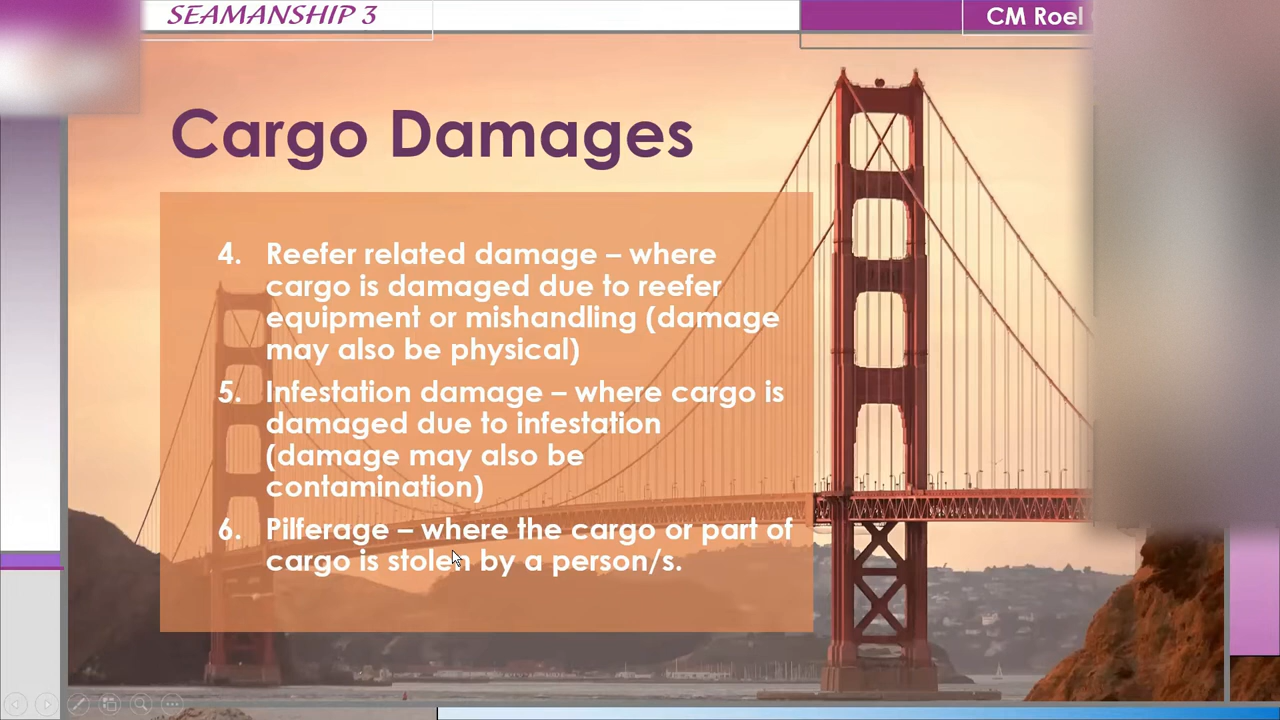 SEAMANSHIP 3
CM Roel
Cargo Damages
4. Reefer related damage – where
cargo is damaged due to reefer
equipment or mishandling (damage
may also be physical)
5. Infestation damage – where cargo is
damaged due to infestation
(damage may also be
contamination)
6. Pilferage – where the cargo or part of
cargo is stolen by a person/s.